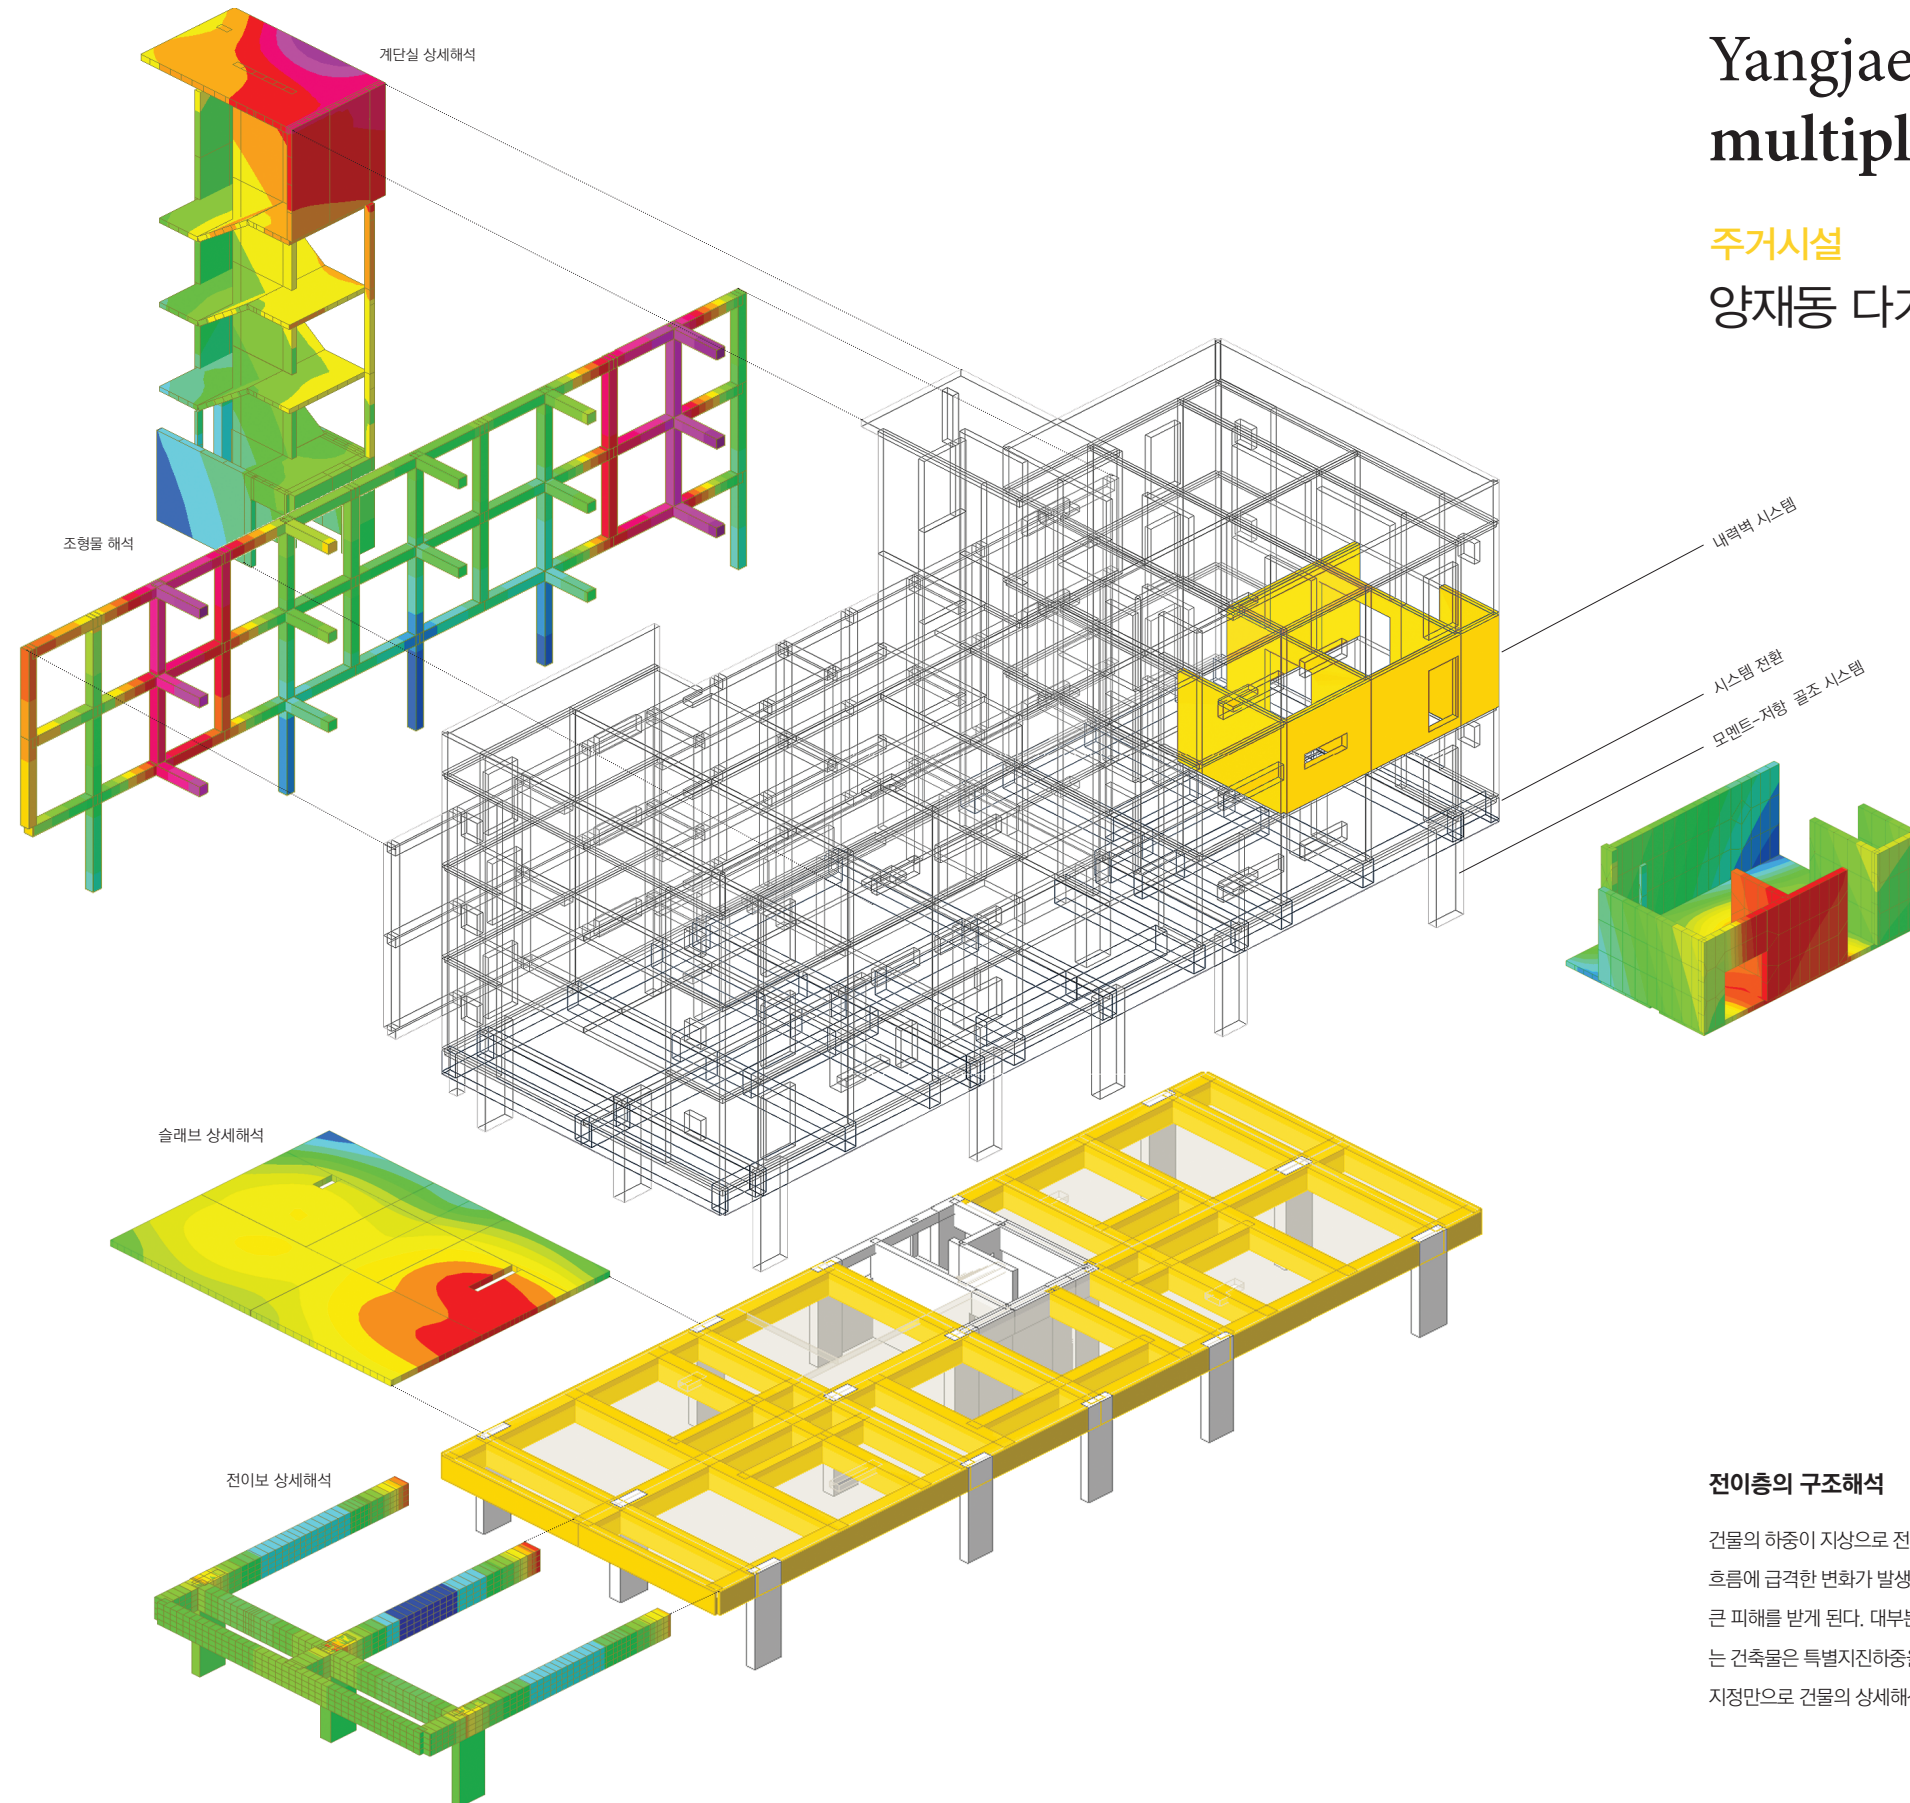 Yangjae
multipl
주거시설
양재동 다가
계단실 상세해석
조형물 해석
내력벽 시스템
시스템 전환
모멘트-저항 골조 시스템
슬래브 상세해석
전이보 상세해석
전이층의 구조해석
건물의 하중이 지상으로 전
흐름에 급격한 변화가 발생
큰 피해를 받게 된다. 대부분
는 건축물은 특별지진하중을
지정만으로 건물의 상세해